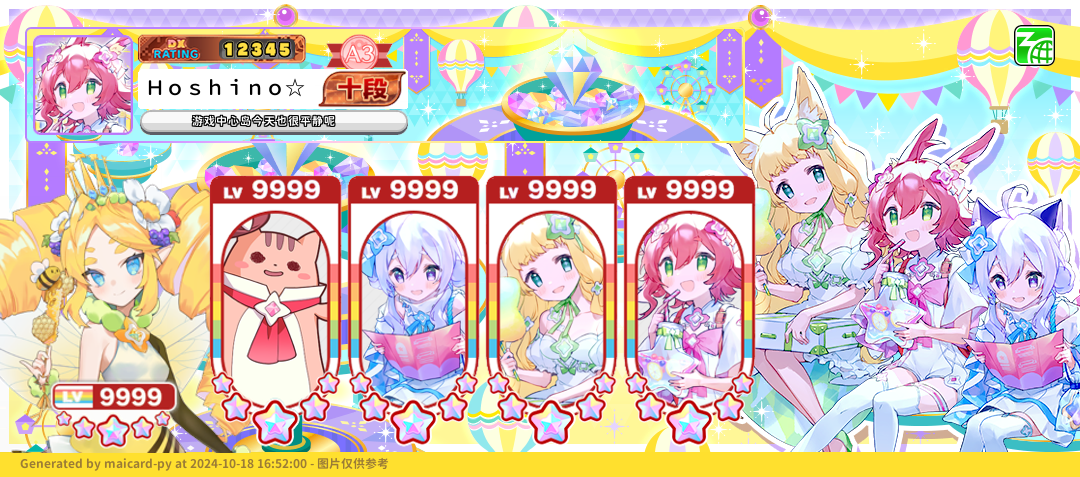 DX RATING 12345
A3
Hoshino☆
十段
游戏中心岛今天也很平静呢
LV 9999
LV 9999
LV 9999
LV 9999
LV 9999
Generated by maicard-py at 2024-10-18 16:52:00 - 图片仅供参考